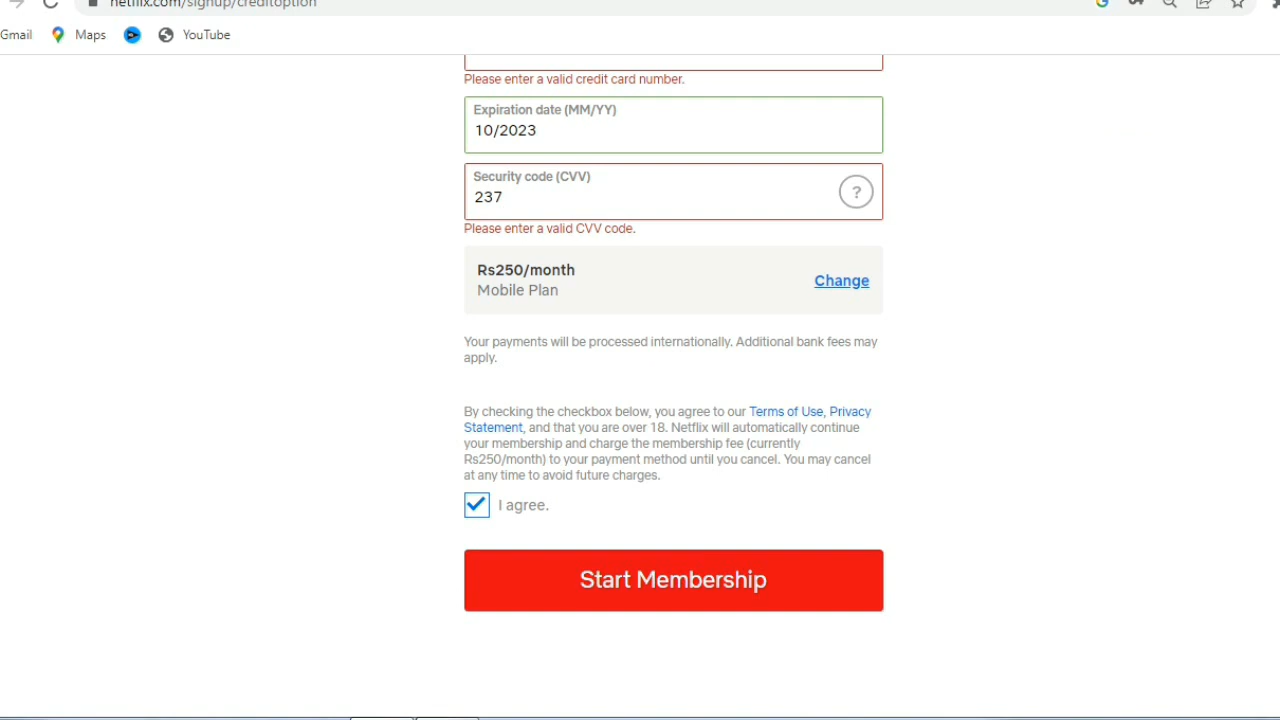 netflix.com/signup/creditoption
Gmail Maps YouTube
Please enter a valid credit card number.
Expiration date (MM/YY)
10/2023
Security code (CVV)
237
?
Please enter a valid CVV code.
Rs250/month
Change
Mobile Plan
Your payments will be processed internationally. Additional bank fees may
apply.
By checking the checkbox below, you agree to our Terms of Use, Privacy
Statement, and that you are over 18. Netflix will automatically continue
your membership and charge the membership fee (currently
Rs250/month) to your payment method until you cancel. You may cancel
at any time to avoid future charges.
I agree.
Start Membership